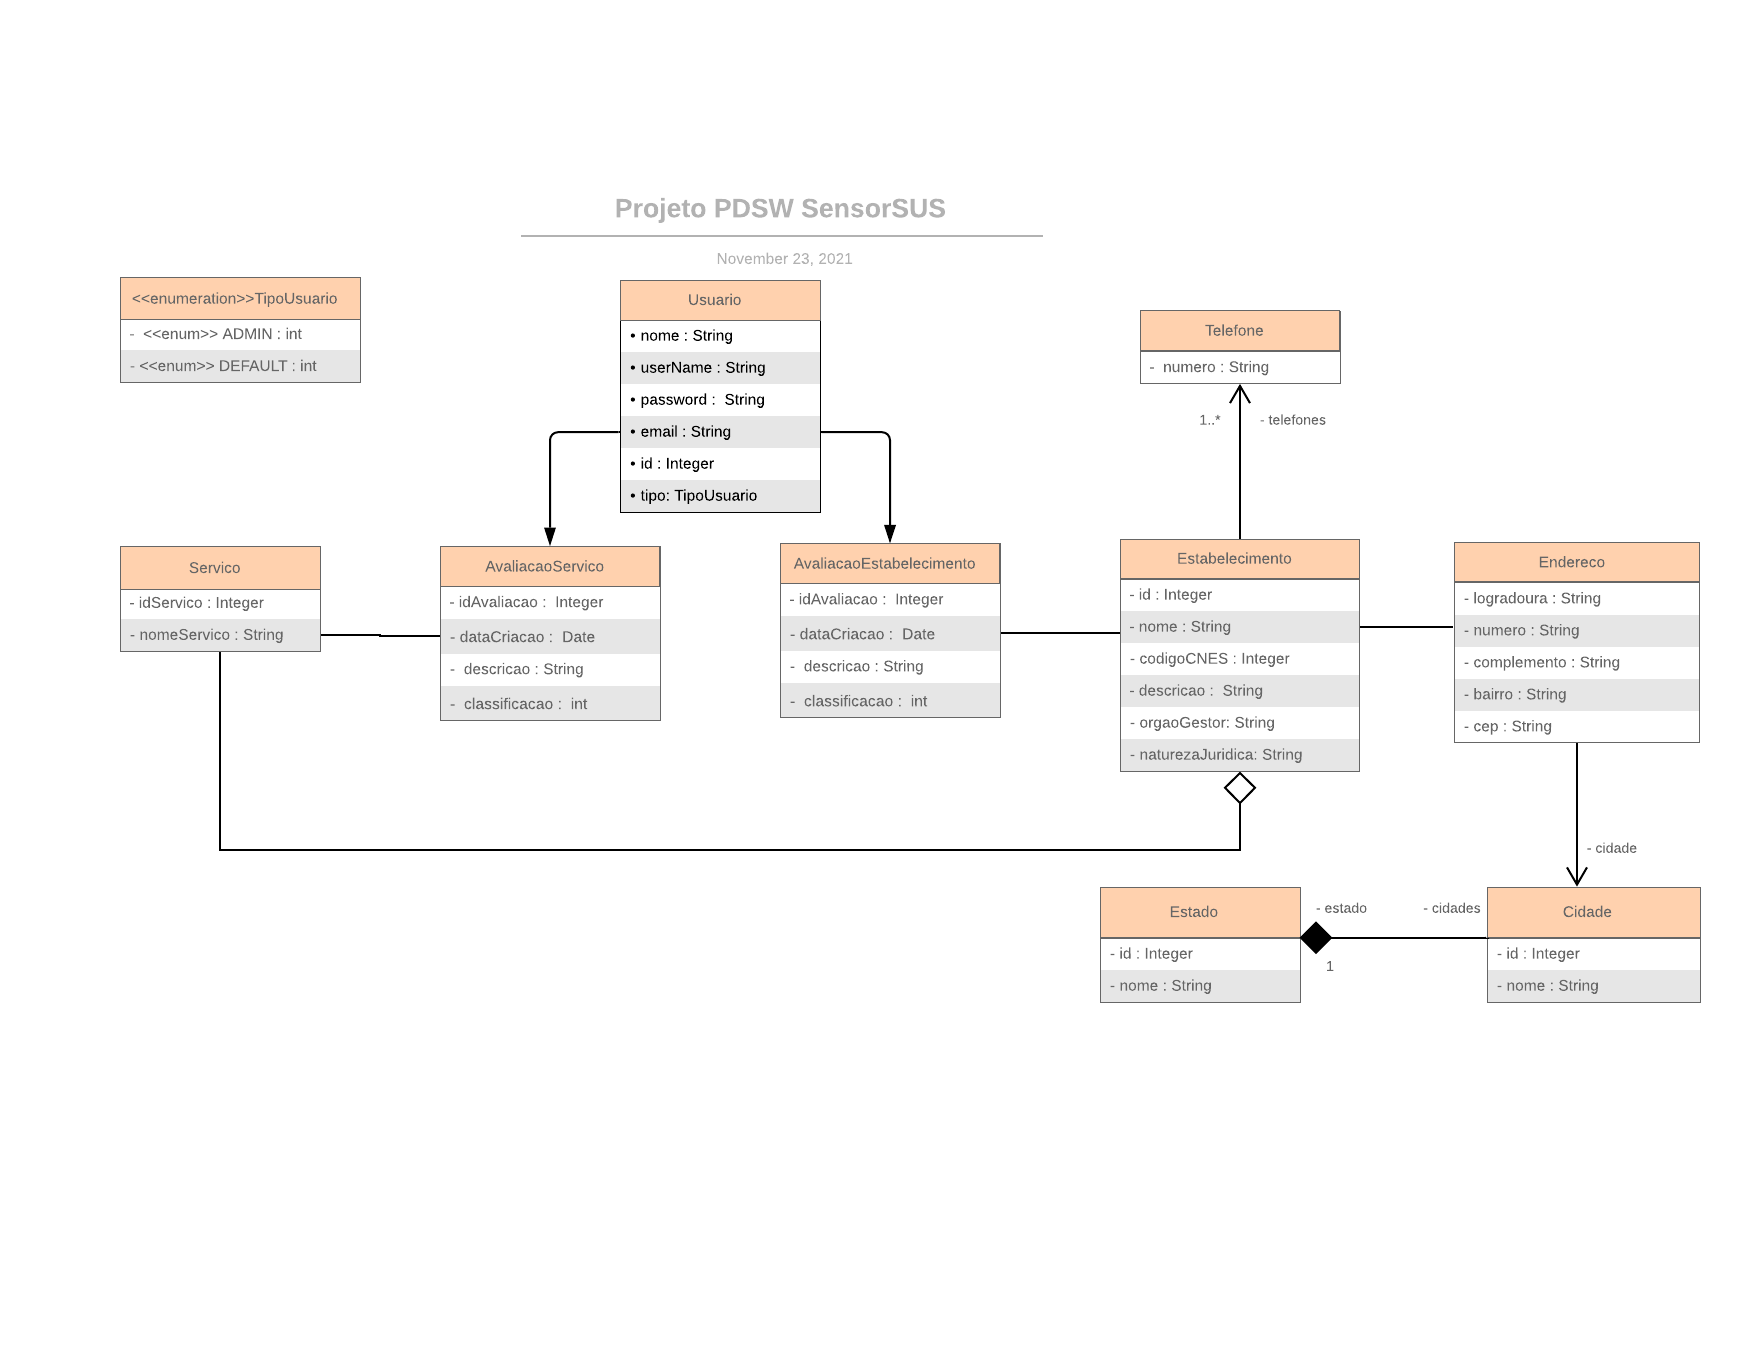 Projeto PDSW SensorSUS
November 23, 2021
<<enumeration>>TipoUsuario
- <<enum>> ADMIN : int
- <<enum>> DEFAULT : int
Usuario
• nome : String
• userName : String
• password : String
• email : String
• id : Integer
• tipo: TipoUsuario
Telefone
- numero : String
1..*
- telefones
Servico
- idServico : Integer
- nomeServico : String
AvaliacaoServico
- idAvaliacao : Integer
- dataCriacao : Date
- descricao : String
- classificacao : int
AvaliacaoEstabelecimento
- idAvaliacao : Integer
- dataCriacao : Date
- descricao : String
- classificacao : int
Estabelecimento
- id : Integer
- nome : String
- codigoCNES : Integer
- descricao : String
- orgaoGestor: String
- naturezaJuridica: String
Endereco
- logradoura : String
- numero : String
- complemento : String
- bairro : String
- cep : String
- cidade
Estado
- id : Integer
- nome : String
- estado
1
- cidades
Cidade
- id : Integer
- nome : String